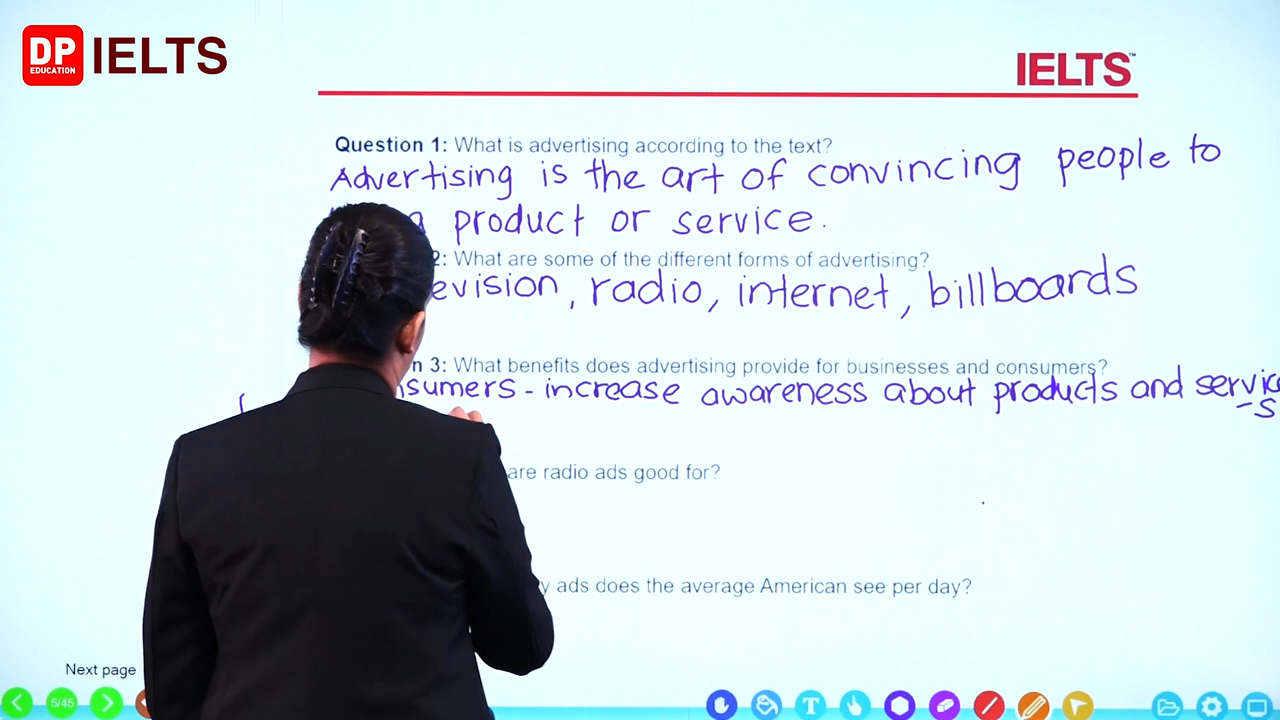 DP
EDUCATION
IELTS
IELTS™
Question 1: What is advertising according to the text?
Advertising is the art of convincing people to
a product or service.
2: What are some of the different forms of advertising?
evision, radio, internet, billboards
n 3: What benefits does advertising provide for businesses and consumers?
nsumers - increase awareness about products and servic
-s
are radio ads good for?
y ads does the average American see per day?
Next page
5/45
T